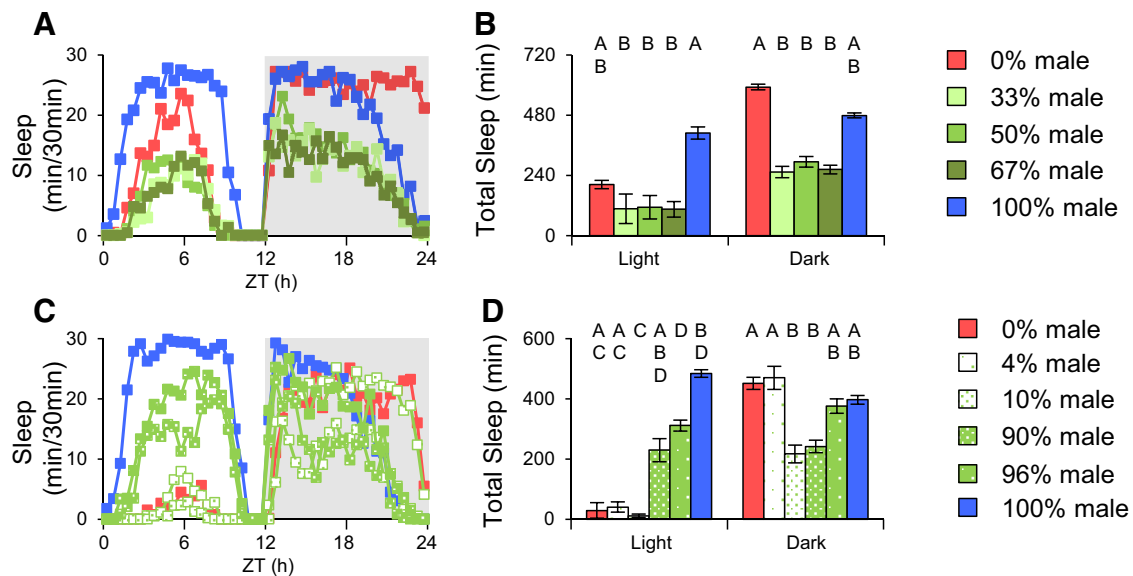 A
Sleep
(min/30min)
30
20
10
0
0 6 12 18 24
ZT (h)
B
Total Sleep (min)
720
480
240
0
A B B B A A B B B A
B B
Light Dark
0% male
33% male
50% male
67% male
100% male
C
Sleep
(min/30min)
30
20
10
0
0 6 12 18 24
ZT (h)
D
Total Sleep (min)
600
400
200
0
A A C A D B A A B B A A
C C B D B B
D
Light Dark
0% male
4% male
10% male
90% male
96% male
100% male